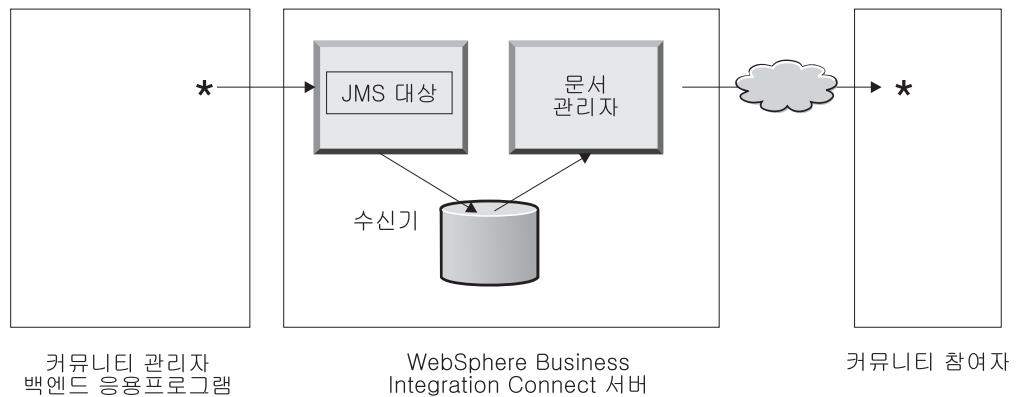 *
JMS 대상
문서
관리자
*
수신기
커뮤니티 관리자
백엔드 응용프로그램
WebSphere Business
Integration Connect 서버
커뮤니티 참여자